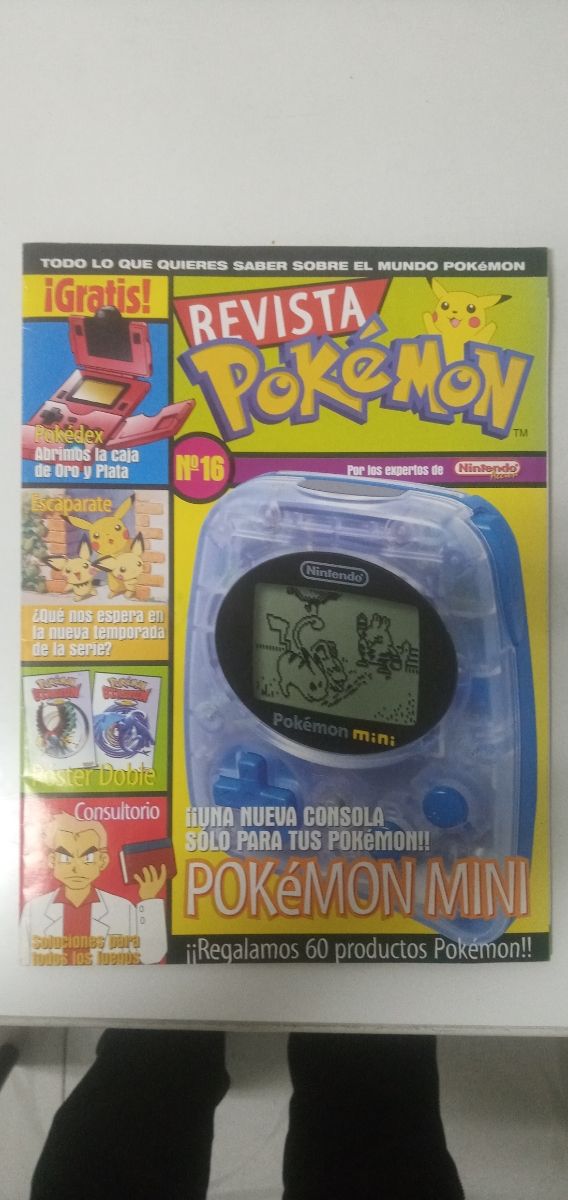 TODO LO QUE QUIERES SABER SOBRE EL MUNDO POKéMON
¡Gratis!
REVISTA
POKéMON
TM
Nº 16
Por los expertos de
Nintendo
Acción
Pokédex
Abrimos la caja
de Oro y Plata
Escaparate
¿Qué nos espera en
la nueva temporada
de la serie?
Póster Doble
Consultorio
Soluciones para
todos los juegos
Nintendo
Pokémon mini
¡¡UNA NUEVA CONSOLA
SÓLO PARA TUS POKéMON!!
POKéMON MINI
¡¡Regalamos 60 productos Pokémon!!